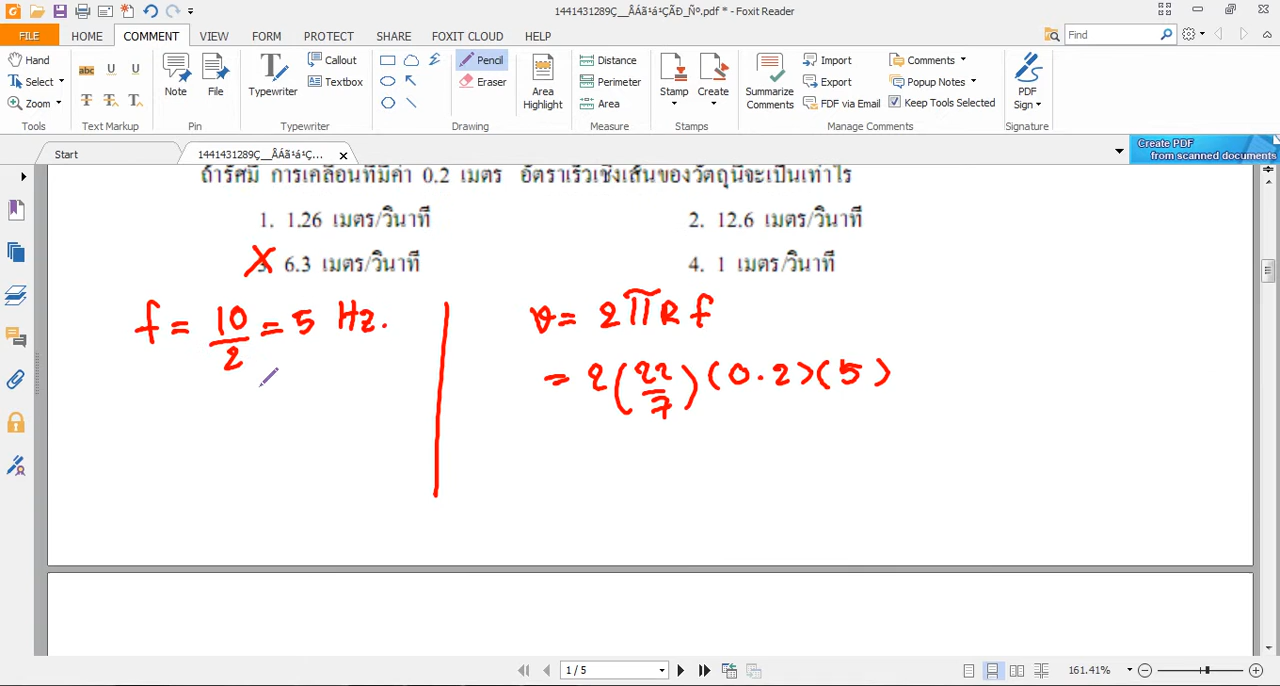 1441431289Ç__ÂÁã¹á¹ÇÃÐ_Ñº.pdf * - Foxit Reader
FILE HOME COMMENT VIEW FORM PROTECT SHARE FOXIT CLOUD HELP Find
Hand
Select
Zoom
Tools
Text Markup
Note
File
Pin
Typewriter
Callout
Textbox
Typewriter
Pencil
Eraser
Area Highlight
Drawing
Distance
Perimeter
Area
Measure
Stamp
Create
Stamps
Summarize Comments
Import
Export
FDF via Email
Comments
Popup Notes
Keep Tools Selected
Manage Comments
PDF Sign
Signature
Start 1441431289Ç__ÂÁã¹á¹Ç...
Create PDF
from scanned documents
ถ้ารัศมี การเคลื่อนที่มีค่า 0.2 เมตร อัตราเร็วเชิงเส้นของวัตถุนี้จะเป็นเท่าไร
1. 1.26 เมตร/วินาที 2. 12.6 เมตร/วินาที
3. 6.3 เมตร/วินาที 4. 1 เมตร/วินาที
f = 10/2 = 5 Hz.
v = 2πRf
= 2(22/7)(0.2)(5)
1 / 5 161.41%